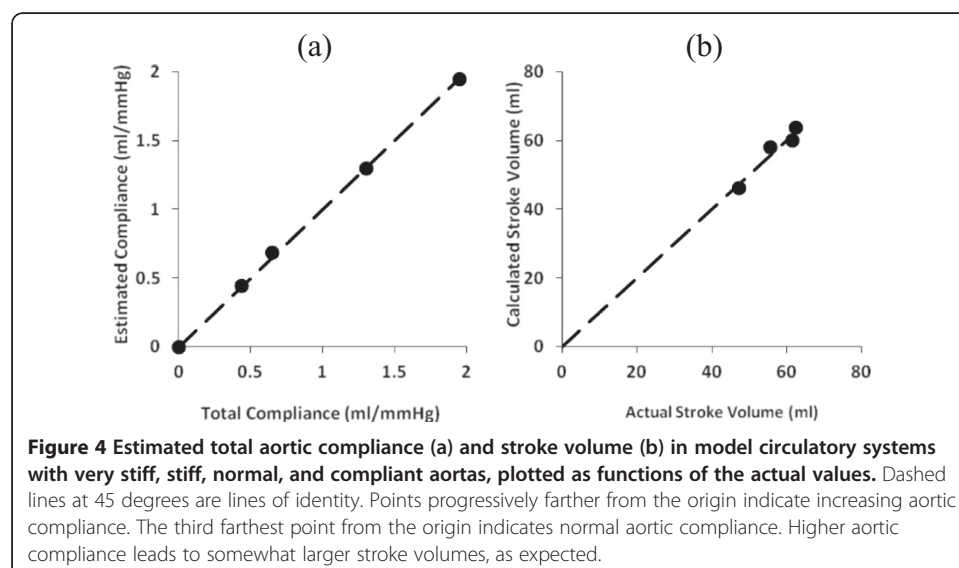 (a) (b)
Estimated Compliance (ml/mmHg)
2
1.5
1
0.5
0
0 0.5 1 1.5 2
Total Compliance (ml/mmHg)
Calculated Stroke Volume (ml)
80
60
40
20
0
0 20 40 60 80
Actual Stroke Volume (ml)
Figure 4 Estimated total aortic compliance (a) and stroke volume (b) in model circulatory systems
with very stiff, stiff, normal, and compliant aortas, plotted as functions of the actual values. Dashed
lines at 45 degrees are lines of identity. Points progressively farther from the origin indicate increasing aortic
compliance. The third farthest point from the origin indicates normal aortic compliance. Higher aortic
compliance leads to somewhat larger stroke volumes, as expected.